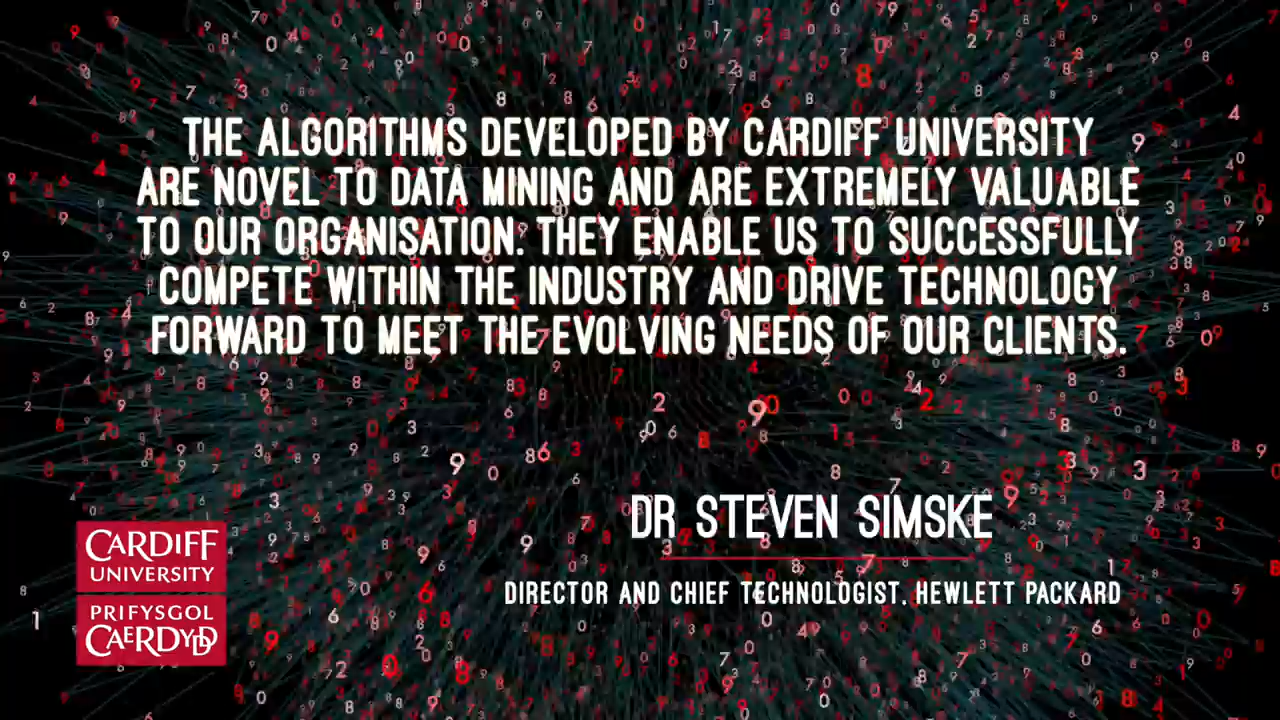 THE ALGORITHMS DEVELOPED BY CARDIFF UNIVERSITY
ARE NOVEL TO DATA MINING AND ARE EXTREMELY VALUABLE
TO OUR ORGANISATION. THEY ENABLE US TO SUCCESSFULLY
COMPETE WITHIN THE INDUSTRY AND DRIVE TECHNOLOGY
FORWARD TO MEET THE EVOLVING NEEDS OF OUR CLIENTS.
DR STEVEN SIMSKE
DIRECTOR AND CHIEF TECHNOLOGIST, HEWLETT PACKARD
CARDIFF
UNIVERSITY
PRIFYSGOL
CAERDYDD